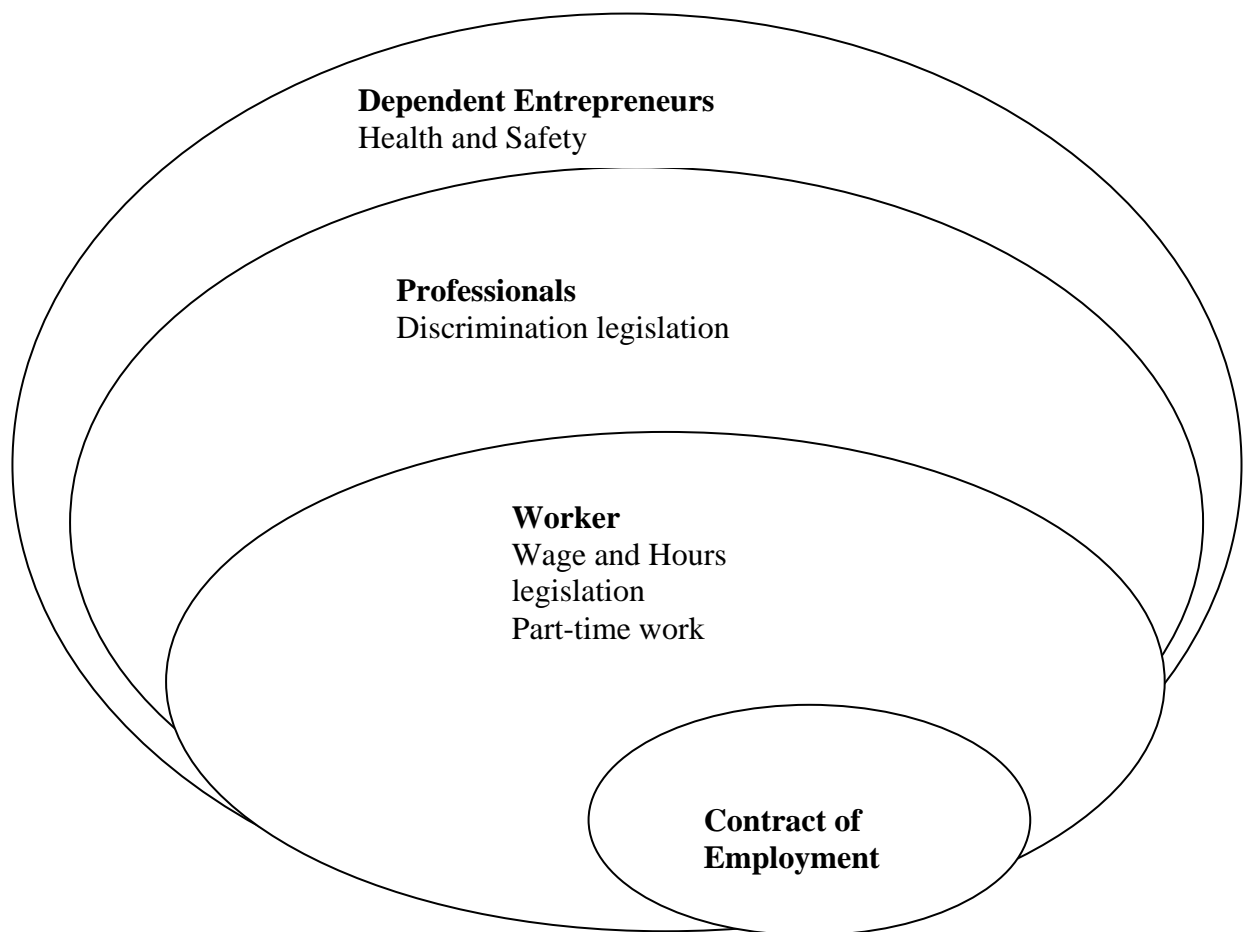 Dependent Entrepreneurs
Health and Safety
Professionals
Discrimination legislation
Worker
Wage and Hours
legislation
Part-time work
Contract of
Employment